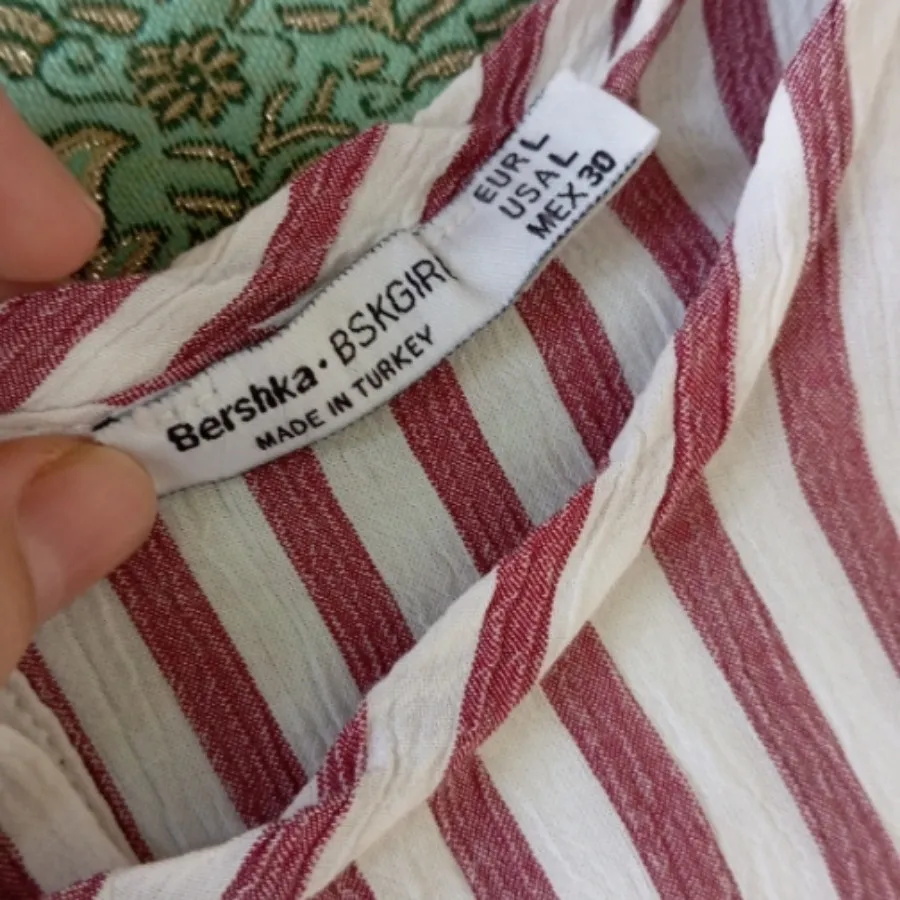 Bershka • BSKGIRL
MADE IN TURKEY
EUR L
USA L
MEX 30